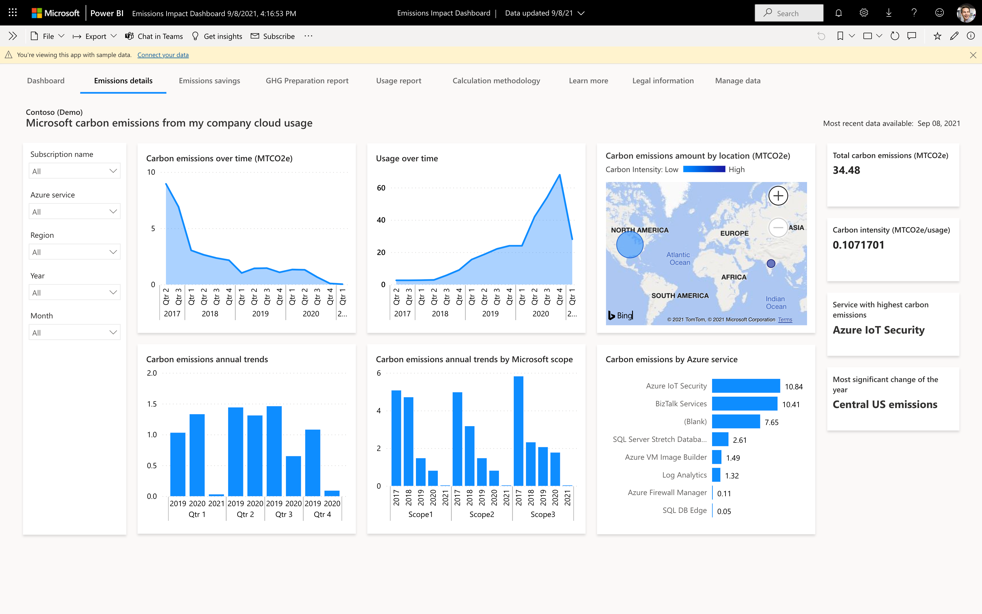 Microsoft Power BI Emissions Impact Dashboard 9/8/2021, 4:16:53 PM
Emissions Impact Dashboard | Data updated 9/8/21
Search
File Export Chat in Teams Get insights Subscribe ...
You're viewing this app with sample data. Connect your data
Dashboard Emissions details Emissions savings GHG Preparation report Usage report Calculation methodology Learn more Legal information Manage data
Contoso (Demo)
Microsoft carbon emissions from my company cloud usage
Most recent data available: Sep 08, 2021
Subscription name
All
Azure service
All
Region
All
Year
All
Month
All
Carbon emissions over time (MTCO2e)
10
5
0
Qtr 2 Qtr 3 Qtr 4 Qtr 1 Qtr 2 Qtr 3 Qtr 4 Qtr 1 Qtr 2 Qtr 3 Qtr 4 Qtr 1 Qtr 2 Qtr 3 Qtr 4 Qtr 1
2017 2018 2019 2020 2...
Usage over time
60
40
20
0
Qtr 2 Qtr 3 Qtr 4 Qtr 1 Qtr 2 Qtr 3 Qtr 4 Qtr 1 Qtr 2 Qtr 3 Qtr 4 Qtr 1 Qtr 2 Qtr 3 Qtr 4 Qtr 1
2017 2018 2019 2020 2...
Carbon emissions amount by location (MTCO2e)
Carbon Intensity: Low High
NORTH AMERICA
EUROPE
ASIA
Atlantic
Ocean
AFRICA
SOUTH AMERICA
Indian
Ocean
Bing
© 2021 TomTom, © 2021 Microsoft Corporation Terms
Total carbon emissions (MTCO2e)
34.48
Carbon intensity (MTCO2e/usage)
0.1071701
Service with highest carbon
emissions
Azure IoT Security
Most significant change of the
year
Central US emissions
Carbon emissions annual trends
2.0
1.5
1.0
0.5
0.0
2019 2020 2021 2019 2020 2019 2020 2019 2020
Qtr 1 Qtr 2 Qtr 3 Qtr 4
Carbon emissions annual trends by Microsoft scope
6
4
2
0
2017 2018 2019 2020 2021 2017 2018 2019 2020 2021 2017 2018 2019 2020 2021
Scope1 Scope2 Scope3
Carbon emissions by Azure service
Azure IoT Security 10.84
BizTalk Services 10.41
(Blank) 7.65
SQL Server Stretch Databa... 2.61
Azure VM Image Builder 1.49
Log Analytics 1.32
Azure Firewall Manager 0.11
SQL DB Edge 0.05